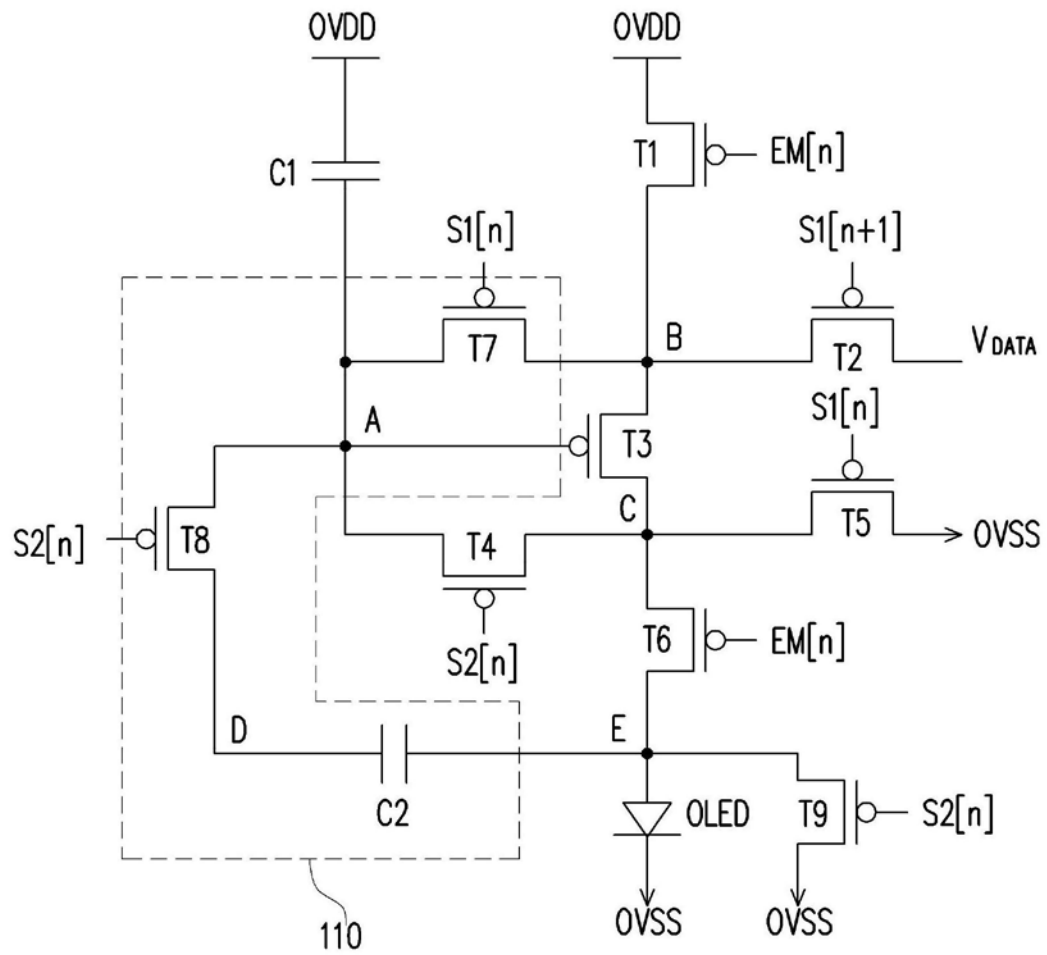 OVDD
OVDD
C1
T1
EM[n]
S1[n]
S1[n+1]
T7
B
T2
VDATA
A
T3
S1[n]
C
T5
OVSS
S2[n]
T8
T4
S2[n]
T6
EM[n]
D
E
C2
OLED
T9
S2[n]
110
OVSS
OVSS